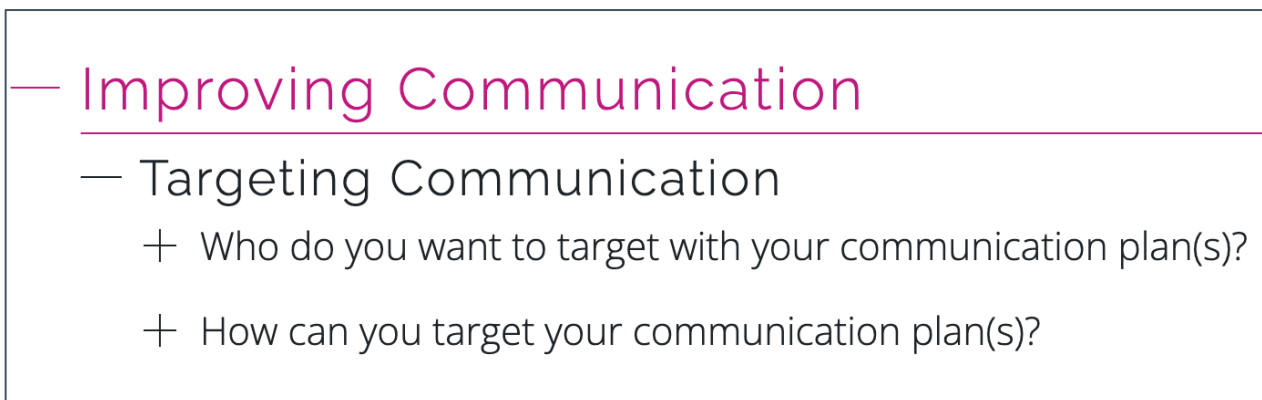 Improving Communication
Targeting Communication
Who do you want to target with your communication plan(s)?
How can you target your communication plan(s)?